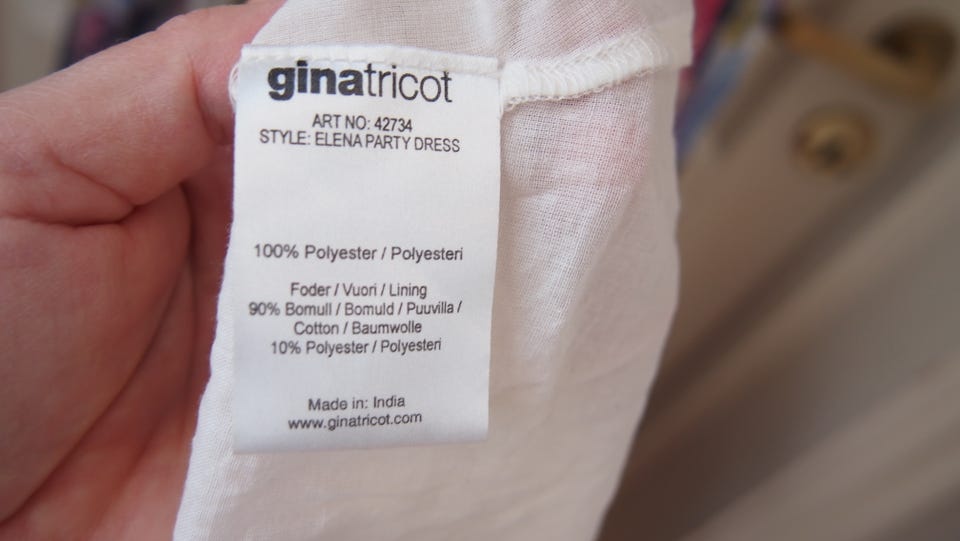 ginatricot
ART NO: 42734
STYLE: ELENA PARTY DRESS
100% Polyester / Polyesteri
Foder / Vuori / Lining
90% Bomull / Bomuld / Puuvilla /
Cotton / Baumwolle
10% Polyester / Polyesteri
Made in: India
www.ginatricot.com